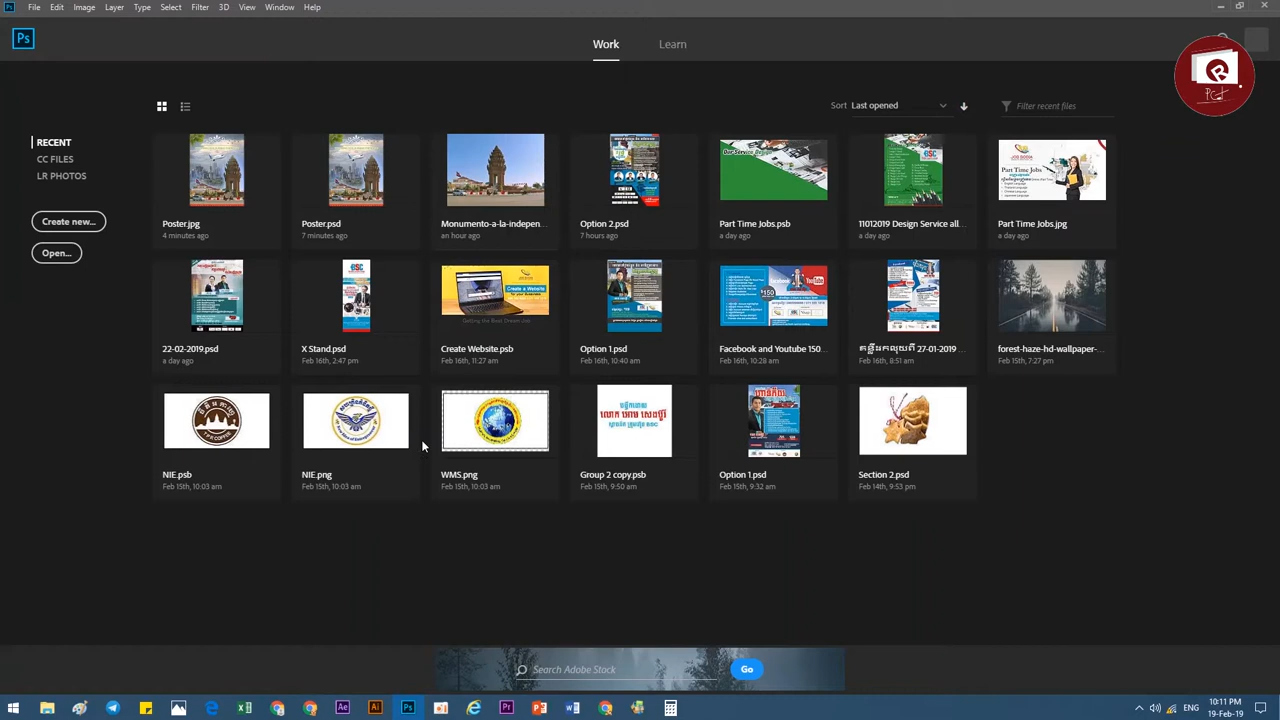 File Edit Image Layer Type Select Filter 3D View Window Help
Ps
Work Learn
Sort Last opened
Filter recent files
RECENT
CC FILES
LR PHOTOS
Create new...
Open...
Poster.jpg
4 minutes ago
Poster.psd
7 minutes ago
Monumento-a-la-indepen...
an hour ago
Option 2.psd
7 hours ago
Part Time Jobs.psb
a day ago
11012019 Design Service all...
a day ago
Part Time Jobs.jpg
a day ago
22-02-2019.psd
a day ago
X Stand.psd
Feb 16th, 2:47 pm
Create Website.psb
Feb 16th, 11:27 am
Option 1.psd
Feb 16th, 10:40 am
Facebook and Youtube 150...
Feb 16th, 10:28 am
27-01-2019 ...
Feb 16th, 8:51 am
forest-haze-hd-wallpaper-...
Feb 15th, 7:27 pm
NIE.psb
Feb 15th, 10:03 am
NIE.png
Feb 15th, 10:03 am
WMS.png
Feb 15th, 10:03 am
Group 2 copy.psb
Feb 15th, 9:50 am
Option 1.psd
Feb 15th, 9:32 am
Section 2.psd
Feb 14th, 9:53 pm
Search Adobe Stock
Go
ENG
10:11 PM
19-Feb-19